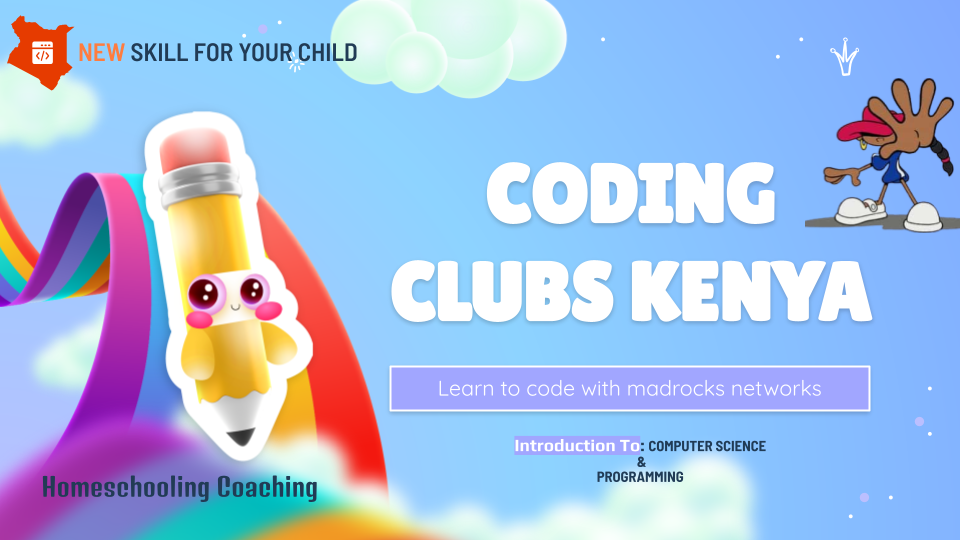 NEW SKILL FOR YOUR CHILD
CODING
CLUBS KENYA
Learn to code with madrocks networks
Introduction To: COMPUTER SCIENCE
&
PROGRAMMING
Homeschooling Coaching